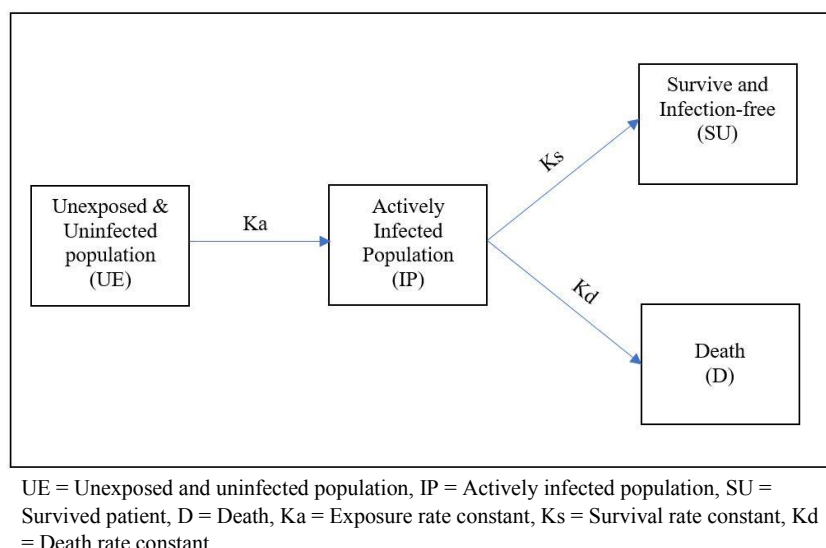 Unexposed &
Uninfected
population
(UE)
Ka
Actively
Infected
Population
(IP)
Ks
Kd
Survive and
Infection-free
(SU)
Death
(D)
UE = Unexposed and uninfected population, IP = Actively infected population, SU =
Survived patient, D = Death, Ka = Exposure rate constant, Ks = Survival rate constant, Kd
= Death rate constant